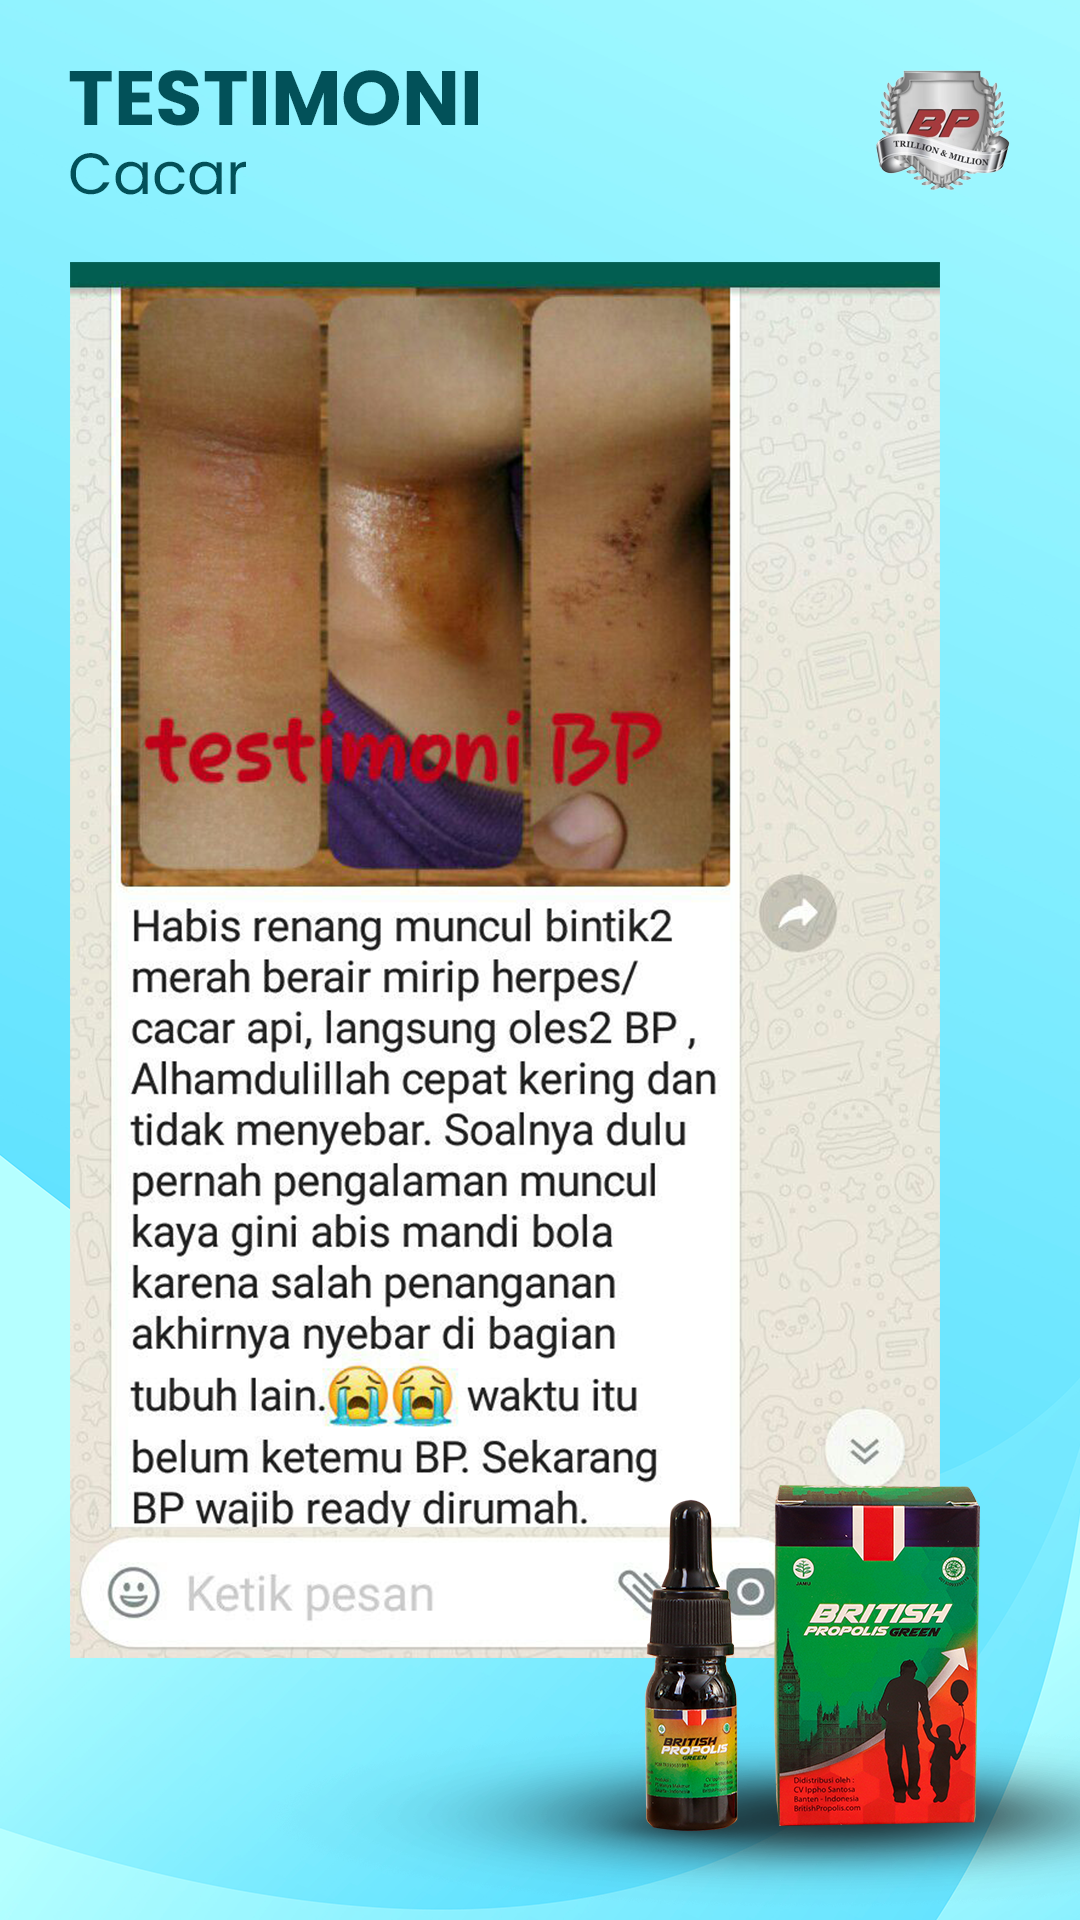 TESTIMONI
Cacar
BP
TRILLION & MILLION
24
testimoni BP
Habis renang muncul bintik2
merah berair mirip herpes/
cacar api, langsung oles2 BP ,
Alhamdulillah cepat kering dan
tidak menyebar. Soalnya dulu
pernah pengalaman muncul
kaya gini abis mandi bola
karena salah penanganan
akhirnya nyebar di bagian
tubuh lain.😭😭 waktu itu
belum ketemu BP. Sekarang
BP wajib ready dirumah.
Ketik pesan
JAMU
BRITISH
PROPOLIS GREEN
Didistribusi oleh :
CV Ippho Santosa
Banten - Indonesia
BritishPropolis.com
BRITISH
PROPOLIS
GREEN